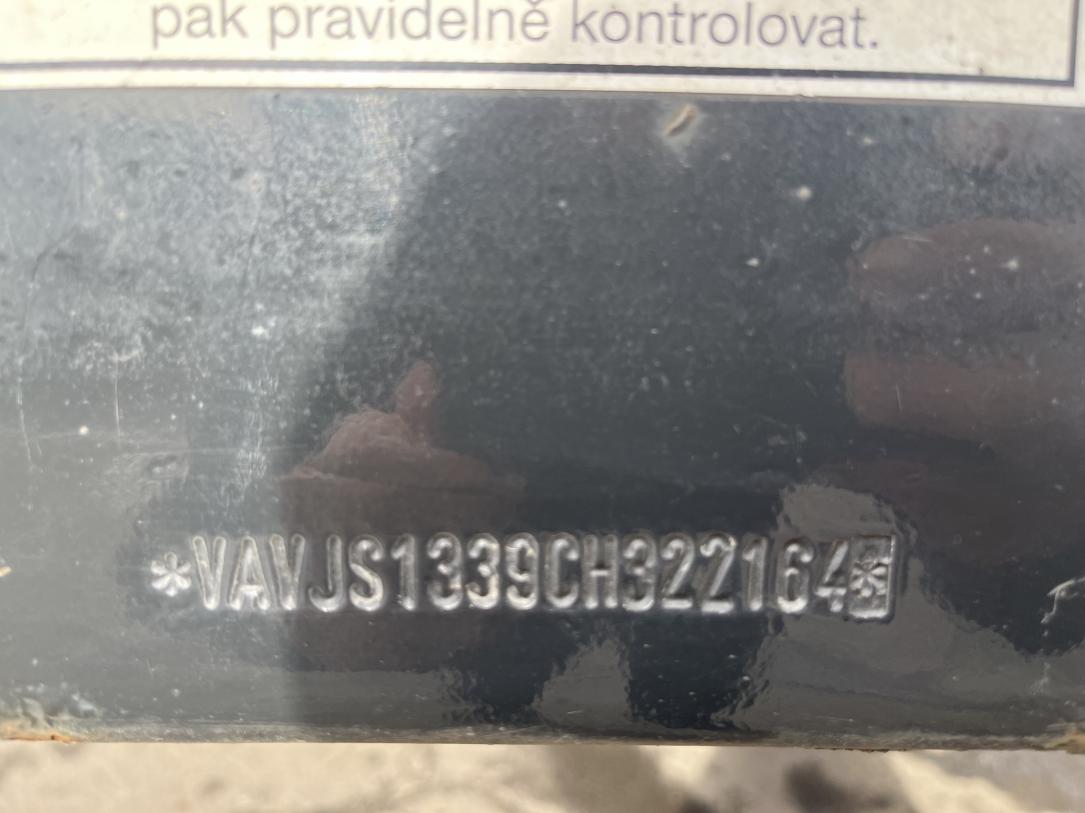 pak pravidelně kontrolovat.
*VAVJS1339CH322164*